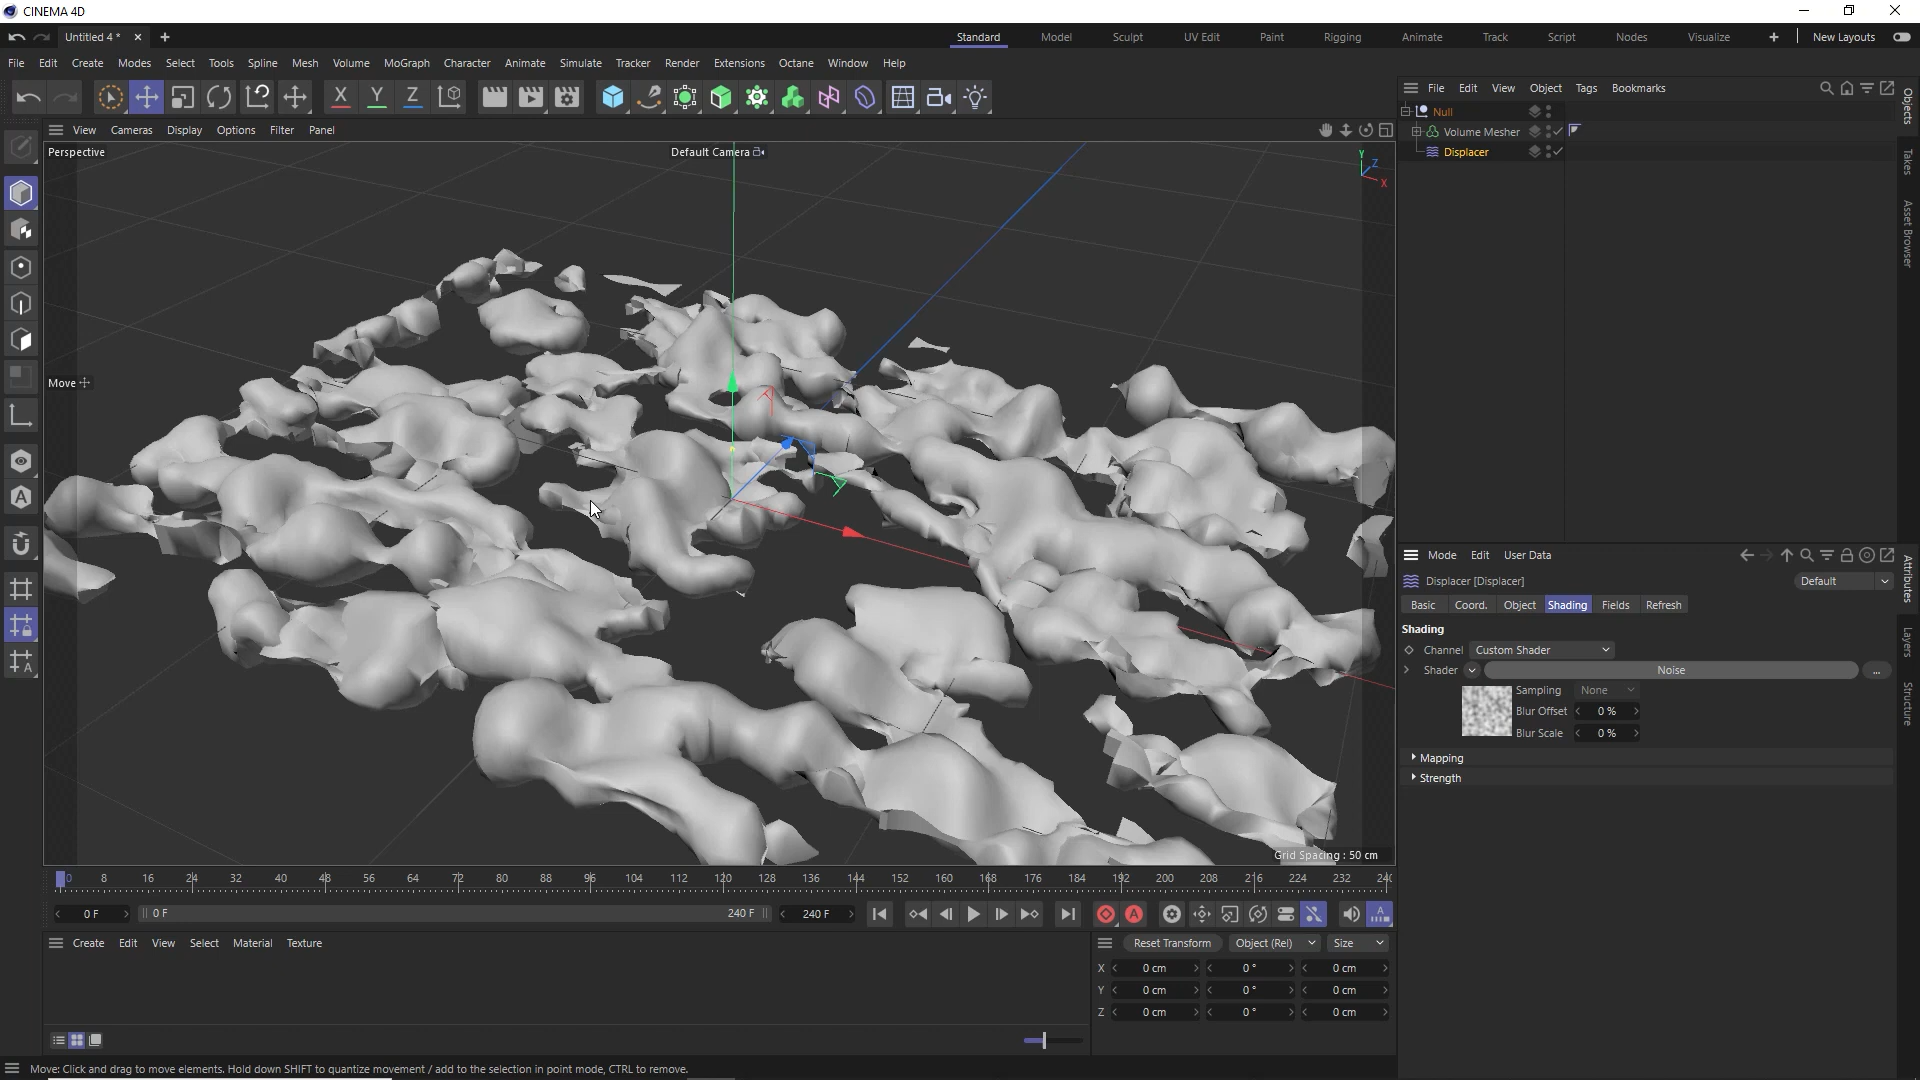 CINEMA 4D
Untitled 4 *
Standard Model Sculpt UV Edit Paint Rigging Animate Track Script Nodes Visualize New Layouts
File Edit Create Modes Select Tools Spline Mesh Volume MoGraph Character Animate Simulate Tracker Render Extensions Octane Window Help
X Y Z
File Edit View Object Tags Bookmarks
Null
Volume Mesher
Displacer
Objects
Takes
Asset Browser
View Cameras Display Options Filter Panel
Perspective
Default Camera
Y
Z
X
Move
Grid Spacing : 50 cm
Mode Edit User Data
Displacer [Displacer]
Default
Basic Coord. Object Shading Fields Refresh
Shading
Channel Custom Shader
Shader Noise ...
Sampling None
Blur Offset 0 %
Blur Scale 0 %
Mapping
Strength
Attributes
Layers
Structure
0 8 16 24 32 40 48 56 64 72 80 88 96 104 112 120 128 136 144 152 160 168 176 184 192 200 208 216 224 232 240
0 F 0 F 240 F 240 F
Create Edit View Select Material Texture
Reset Transform Object (Rel) Size
X 0 cm 0 ° 0 cm
Y 0 cm 0 ° 0 cm
Z 0 cm 0 ° 0 cm
Move: Click and drag to move elements. Hold down SHIFT to quantize movement / add to the selection in point mode, CTRL to remove.